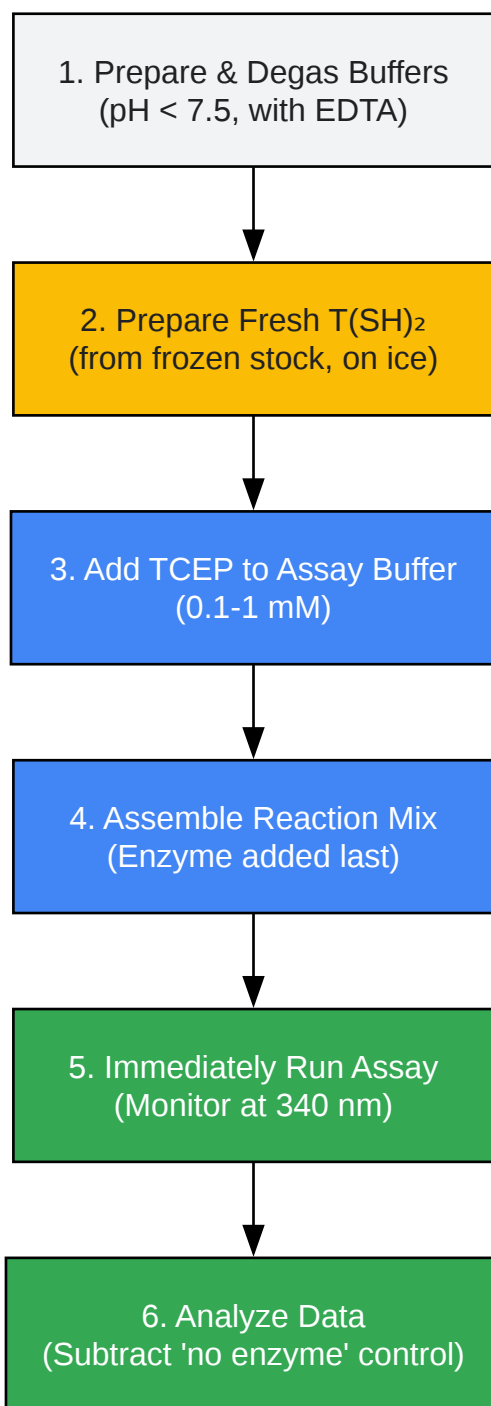 1. Prepare & Degas Buffers
(pH < 7.5, with EDTA)
2. Prepare Fresh T(SH)₂
(from frozen stock, on ice)
3. Add TCEP to Assay Buffer
(0.1-1 mM)
4. Assemble Reaction Mix
(Enzyme added last)
5. Immediately Run Assay
(Monitor at 340 nm)
6. Analyze Data
(Subtract 'no enzyme' control)